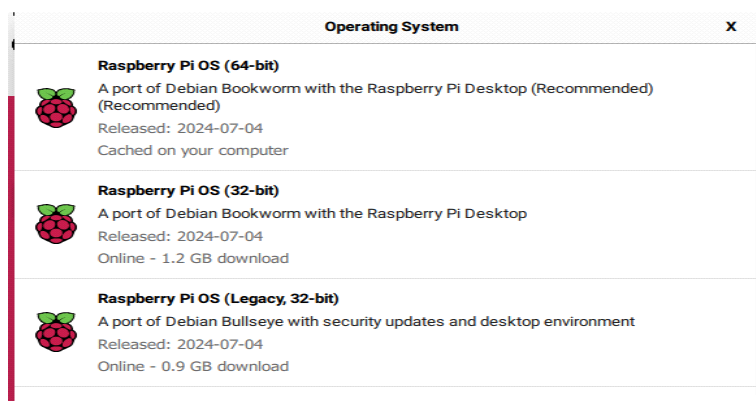 Operating System
X
Raspberry Pi OS (64-bit)
A port of Debian Bookworm with the Raspberry Pi Desktop (Recommended)
(Recommended)
Released: 2024-07-04
Cached on your computer
Raspberry Pi OS (32-bit)
A port of Debian Bookworm with the Raspberry Pi Desktop
Released: 2024-07-04
Online - 1.2 GB download
Raspberry Pi OS (Legacy, 32-bit)
A port of Debian Bullseye with security updates and desktop environment
Released: 2024-07-04
Online - 0.9 GB download